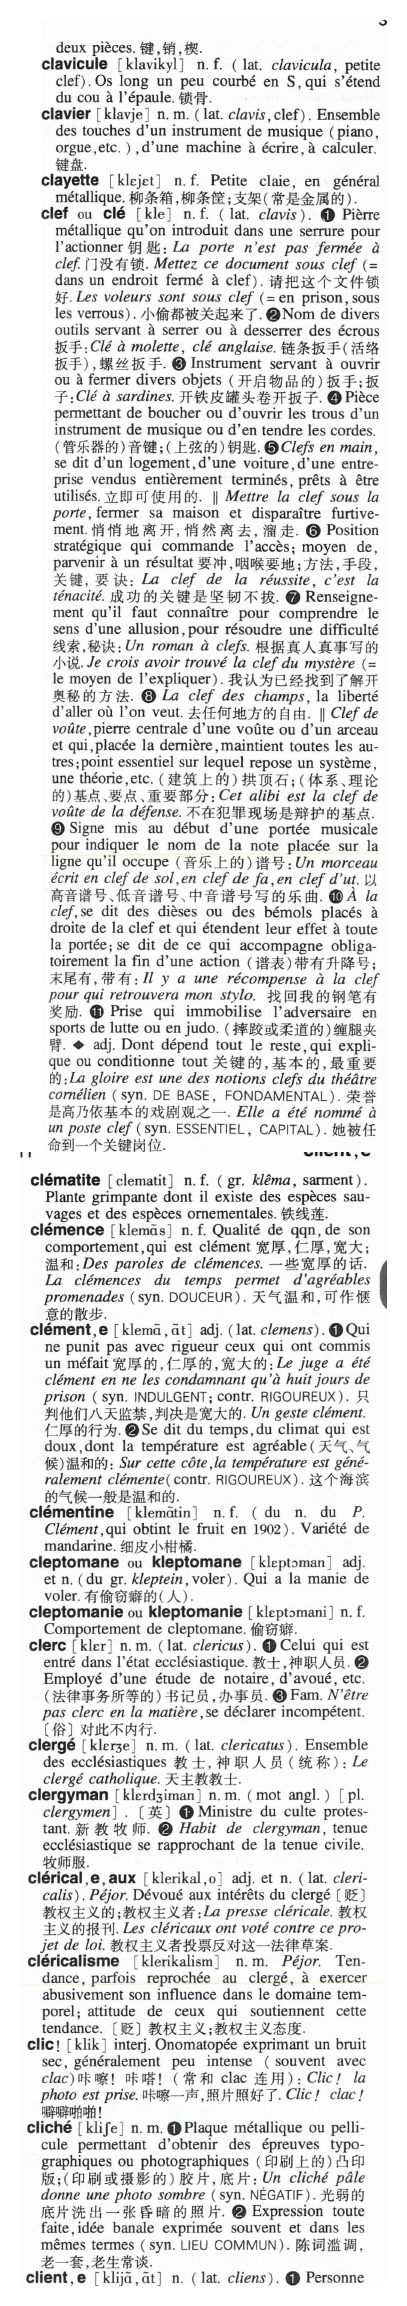 deux pièces. 键,销,楔.
clavicule [klavikyl] n. f. (lat. clavicula, petite
clef). Os long un peu courbé en S, qui s'étend
du cou à l'épaule. 锁骨.
clavier [klavje] n. m. (lat. clavis, clef). Ensemble
des touches d'un instrument de musique (piano,
orgue, etc.), d'une machine à écrire, à calculer.
键盘.
clayette [klejɛt] n. f. Petite claie, en général
métallique. 柳条箱,柳条筐;支架(常是金属的).
clef ou clé [kle] n. f. (lat. clavis). ❶ Pièrre
métallique qu'on introduit dans une serrure pour
l'actionner 钥匙: La porte n'est pas fermée à
clef. 门没有锁. Mettez ce document sous clef (=
dans un endroit fermé à clef). 请把这个文件锁
好. Les voleurs sont sous clef (= en prison, sous
les verrous). 小偷都被关起来了. ❷ Nom de divers
outils servant à serrer ou à desserrer des écrous
扳手: Clé à molette, clé anglaise. 链条扳手(活络
扳手), 螺丝扳手. ❸ Instrument servant à ouvrir
ou à fermer divers objets (开启物品的)扳手;扳
子: Clé à sardines. 开铁皮罐头卷开扳子. ❹ Pièce
permettant de boucher ou d'ouvrir les trous d'un
instrument de musique ou d'en tendre les cordes.
(管乐器的)音键;(上弦的)钥匙. ❺ Clefs en main,
se dit d'un logement, d'une voiture, d'une entre-
prise vendus entièrement terminés, prêts à être
utilisés. 立即可使用的. ‖ Mettre la clef sous la
porte, fermer sa maison et disparaître furtive-
ment. 悄悄地离开, 悄然离去, 溜走. ❻ Position
stratégique qui commande l'accès; moyen de,
parvenir à un résultat 要冲,咽喉要地;方法,手段,
关键, 要诀: La clef de la réussite, c'est la
ténacité. 成功的关键是坚韧不拔. ❼ Renseigne-
ment qu'il faut connaître pour comprendre le
sens d'une allusion, pour résoudre une difficulté
线索,秘诀: Un roman à clefs. 根据真人真事写的
小说. Je crois avoir trouvé la clef du mystère (=
le moyen de l'expliquer). 我认为已经找到了解开
奥秘的方法. ❽ La clef des champs, la liberté
d'aller où l'on veut. 去任何地方的自由. ‖ Clef de
voûte, pierre centrale d'une voûte ou d'un arceau
et qui, placée la dernière, maintient toutes les au-
tres; point essentiel sur lequel repose un système,
une théorie, etc. (建筑上的)拱顶石;(体系、理论
的)基点、要点、重要部分: Cet alibi est la clef de
voûte de la défense. 不在犯罪现场是辩护的基点.
❾ Signe mis au début d'une portée musicale
pour indiquer le nom de la note placée sur la
ligne qu'il occupe (音乐上的)谱号: Un morceau
écrit en clef de sol, en clef de fa, en clef d'ut. 以
高音谱号、低音谱号、中音谱号写的乐曲. ❿ À la
clef, se dit des dièses ou des bémols placés à
droite de la clef et qui étendent leur effet à toute
la portée; se dit de ce qui accompagne obliga-
toirement la fin d'une action (谱表)带有升降号;
末尾有, 带有: Il y a une récompense à la clef
pour qui retrouvera mon stylo. 找回我的钢笔有
奖励. ⓫ Prise qui immobilise l'adversaire en
sports de lutte ou en judo. (摔跤或柔道的)缠腿夹
臂. ◆ adj. Dont dépend tout le reste, qui expli-
que ou conditionne tout 关键的,基本的,最重要
的: La gloire est une des notions clefs du théâtre
cornélien (syn. DE BASE, FONDAMENTAL). 荣誉
是高乃依基本的戏剧观之一. Elle a été nommé à
un poste clef (syn. ESSENTIEL, CAPITAL). 她被任
命到一个关键岗位.
clématite [clematit] n. f. (gr. klêma, sarment).
Plante grimpante dont il existe des espèces sau-
vages et des espèces ornementales. 铁线莲.
clémence [klemɑ̃s] n. f. Qualité de qqn, de son
comportement, qui est clément 宽厚,仁厚,宽大;
温和: Des paroles de clémences. 一些宽厚的话.
La clémences du temps permet d'agréables
promenades (syn. DOUCEUR). 天气温和,可作惬
意的散步.
clément, e [klemɑ̃, ɑ̃t] adj. (lat. clemens). ❶ Qui
ne punit pas avec rigueur ceux qui ont commis
un méfait 宽厚的,仁厚的,宽大的: Le juge a été
clément en ne les condamnant qu'à huit jours de
prison (syn. INDULGENT; contr. RIGOUREUX). 只
判他们八天监禁,判决是宽大的. Un geste clément.
仁厚的行为. ❷ Se dit du temps, du climat qui est
doux, dont la température est agréable (天气、气
候)温和的: Sur cette côte, la température est géné-
ralement clémente (contr. RIGOUREUX). 这个海滨
的气候一般是温和的.
clémentine [klemɑ̃tin] n. f. (du n. du P.
Clément, qui obtint le fruit en 1902). Variété de
mandarine. 细皮小柑橘.
cleptomane ou kleptomane [klɛptɔman] adj.
et n. (du gr. kleptein, voler). Qui a la manie de
voler. 有偷窃癖的(人).
cleptomanie ou kleptomanie [klɛptɔmani] n. f.
Comportement de cleptomane. 偷窃癖.
clerc [klɛr] n. m. (lat. clericus). ❶ Celui qui est
entré dans l'état ecclésiastique. 教士,神职人员. ❷
Employé d'une étude de notaire, d'avoué, etc.
(法律事务所等的)书记员,办事员. ❸ Fam. N'être
pas clerc en la matière, se déclarer incompétent.
〔俗〕对此不内行.
clergé [klɛrʒe] n. m. (lat. clericatus). Ensemble
des ecclésiastiques 教士, 神职人员 (统称): Le
clergé catholique. 天主教教士.
clergyman [klɛrdʒiman] n. m. (mot angl.) [pl.
clergymen]. 〔英〕❶ Ministre du culte protes-
tant. 新教牧师. ❷ Habit de clergyman, tenue
ecclésiastique se rapprochant de la tenue civile.
牧师服.
clérical, e, aux [klerikal, o] adj. et n. (lat. cleri-
calis). Péjor. Dévoué aux intérêts du clergé〔贬〕
教权主义的;教权主义者: La presse cléricale. 教权
主义的报刊. Les cléricaux ont voté contre ce pro-
jet de loi. 教权主义者投票反对这一法律草案.
cléricalisme [klerikalism] n. m. Péjor. Ten-
dance, parfois reprochée au clergé, à exercer
abusivement son influence dans le domaine tem-
porel; attitude de ceux qui soutiennent cette
tendance. 〔贬〕教权主义;教权主义态度.
clic! [klik] interj. Onomatopée exprimant un bruit
sec, généralement peu intense (souvent avec
clac) 咔嚓! 咔嗒! (常和 clac 连用): Clic! la
photo est prise. 咔嚓一声,照片照好了. Clic! clac!
噼噼啪啪!
cliché [kliʃe] n. m. ❶ Plaque métallique ou pelli-
cule permettant d'obtenir des épreuves typo-
graphiques ou photographiques (印刷上的)凸印
版;(印刷或摄影的)胶片,底片: Un cliché pâle
donne une photo sombre (syn. NÉGATIF). 光弱的
底片洗出一张昏暗的照片. ❷ Expression toute
faite, idée banale exprimée souvent et dans les
mêmes termes (syn. LIEU COMMUN). 陈词滥调,
老一套,老生常谈.
client, e [klijɑ̃, ɑ̃t] n. (lat. cliens). ❶ Personne